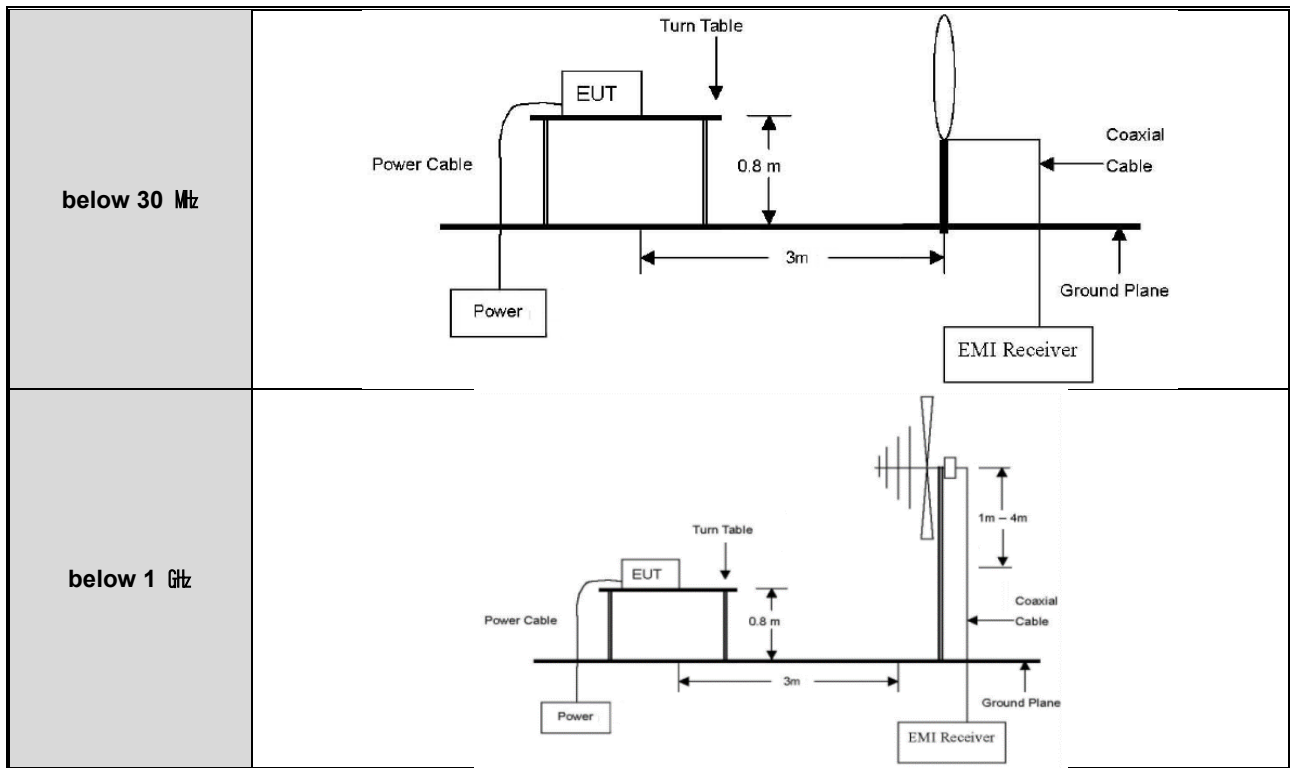 below 30 ㎒
Turn Table
EUT
Power Cable
0.8 m
Coaxial
Cable
3m
Ground Plane
Power
EMI Receiver
below 1 ㎓
1m – 4m
Turn Table
EUT
Power Cable
0.8 m
Coaxial
Cable
3m
Ground Plane
Power
EMI Receiver